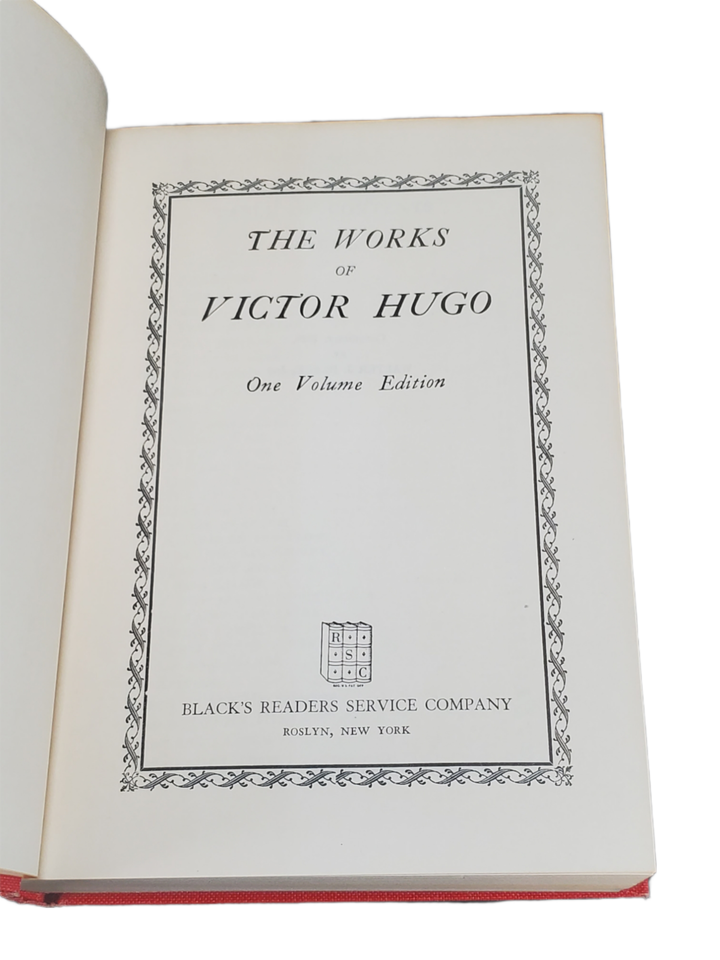 THE WORKS
OF
VICTOR HUGO
One Volume Edition
R
S
C
BLACK'S READERS SERVICE COMPANY
ROSLYN, NEW YORK